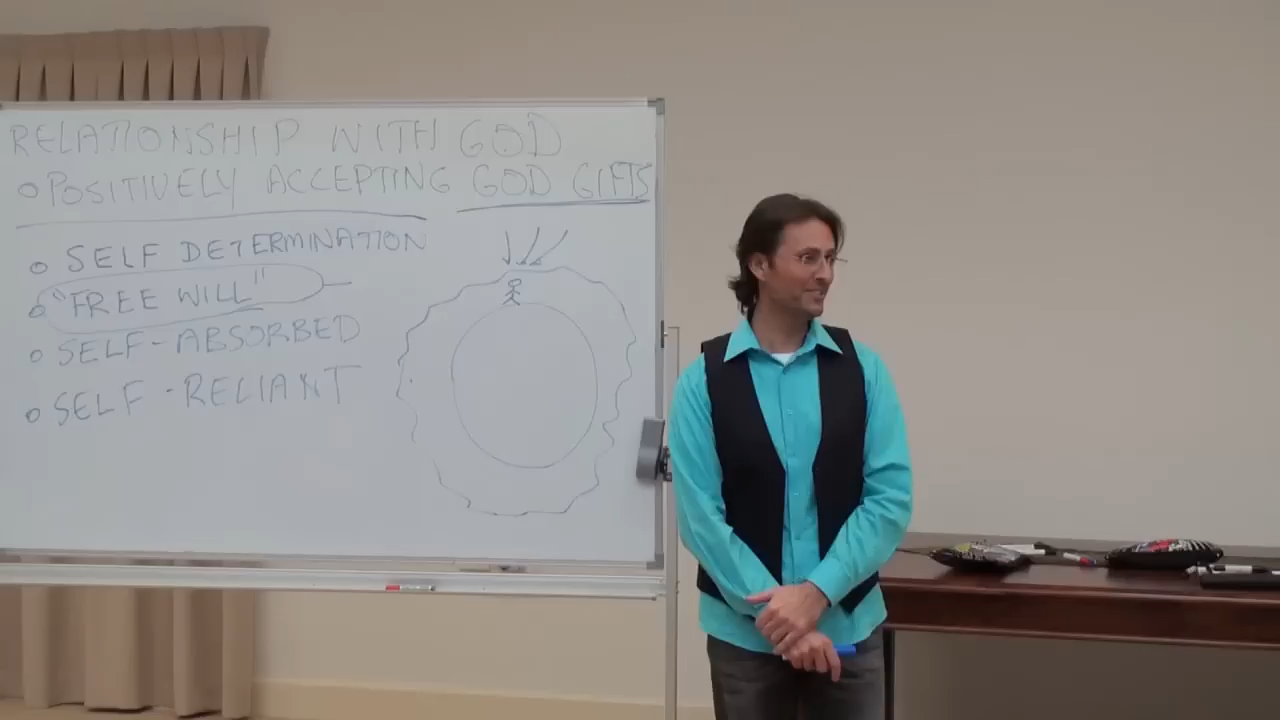 RELATIONSHIP WITH GOD
POSITIVELY ACCEPTING GOD GIFTS
SELF DETERMINATION
"FREE WILL"
SELF-ABSORBED
SELF-RELIANT